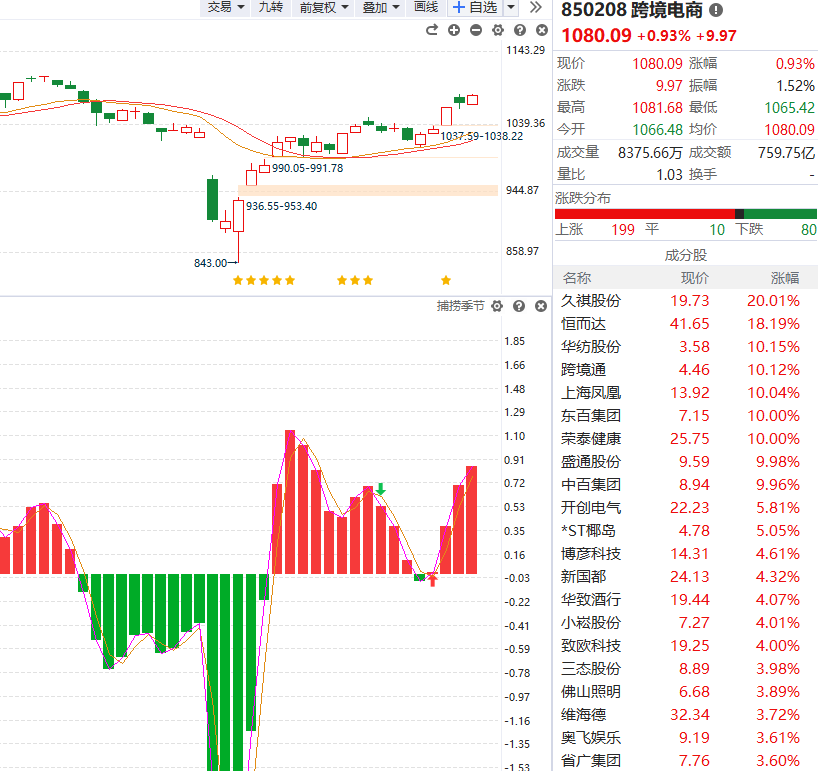 交易 九转 前复权 叠加 画线 + 自选
1143.29
1039.36
1037.59-1038.22
990.05-991.78
944.87
936.55-953.40
858.97
843.00
捕捞季节
1.85
1.66
1.48
1.29
1.10
0.91
0.72
0.53
0.35
0.16
-0.03
-0.22
-0.41
-0.59
-0.78
-0.97
-1.16
-1.35
-1.53
850208 跨境电商
1080.09 +0.93% +9.97
现价 1080.09 涨幅 0.93%
涨跌 9.97 振幅 1.52%
最高 1081.68 最低 1065.42
今开 1066.48 均价 1080.09
成交量 8375.66万 成交额 759.75亿
量比 1.03 换手 -
涨跌分布
上涨 199 平 10 下跌 80
成分股
名称 现价 涨幅
久祺股份 19.73 20.01%
恒而达 41.65 18.19%
华纺股份 3.58 10.15%
跨境通 4.46 10.12%
上海凤凰 13.92 10.04%
东百集团 7.15 10.00%
荣泰健康 25.75 10.00%
盛通股份 9.59 9.98%
中百集团 8.94 9.96%
开创电气 22.23 5.81%
*ST椰岛 4.78 5.05%
博彦科技 14.31 4.61%
新国都 24.13 4.32%
华致酒行 19.44 4.07%
小崧股份 7.27 4.01%
致欧科技 19.25 4.00%
三态股份 8.89 3.98%
佛山照明 6.68 3.89%
维海德 32.34 3.72%
奥飞娱乐 9.19 3.61%
省广集团 7.76 3.60%